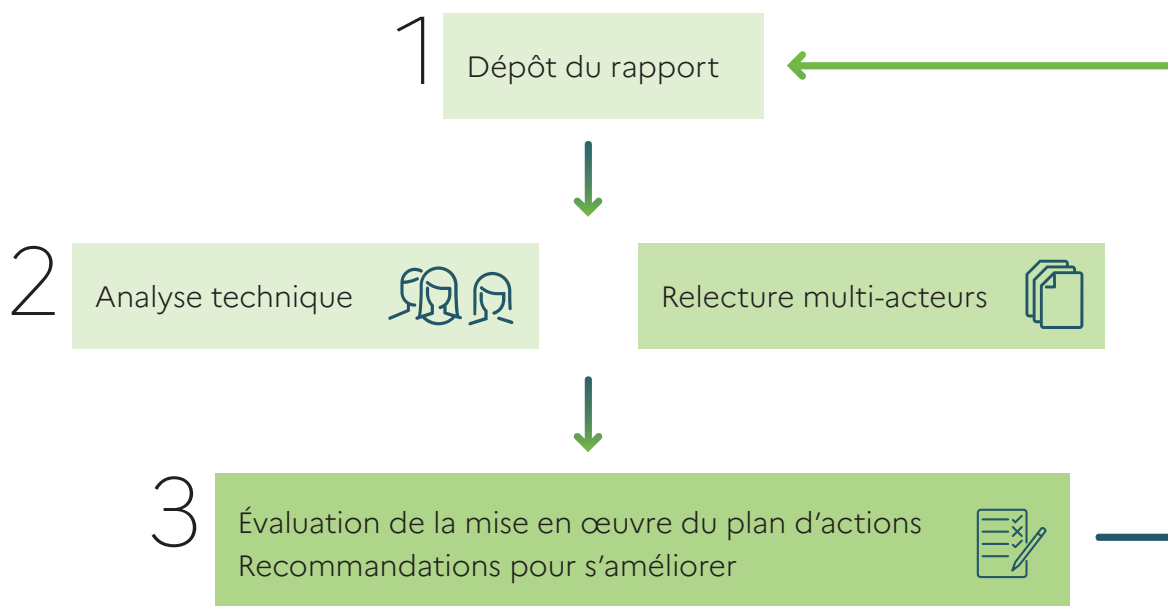 1
Dépôt du rapport
2
Analyse technique
Relecture multi-acteurs
3
Évaluation de la mise en œuvre du plan d’actions
Recommandations pour s’améliorer